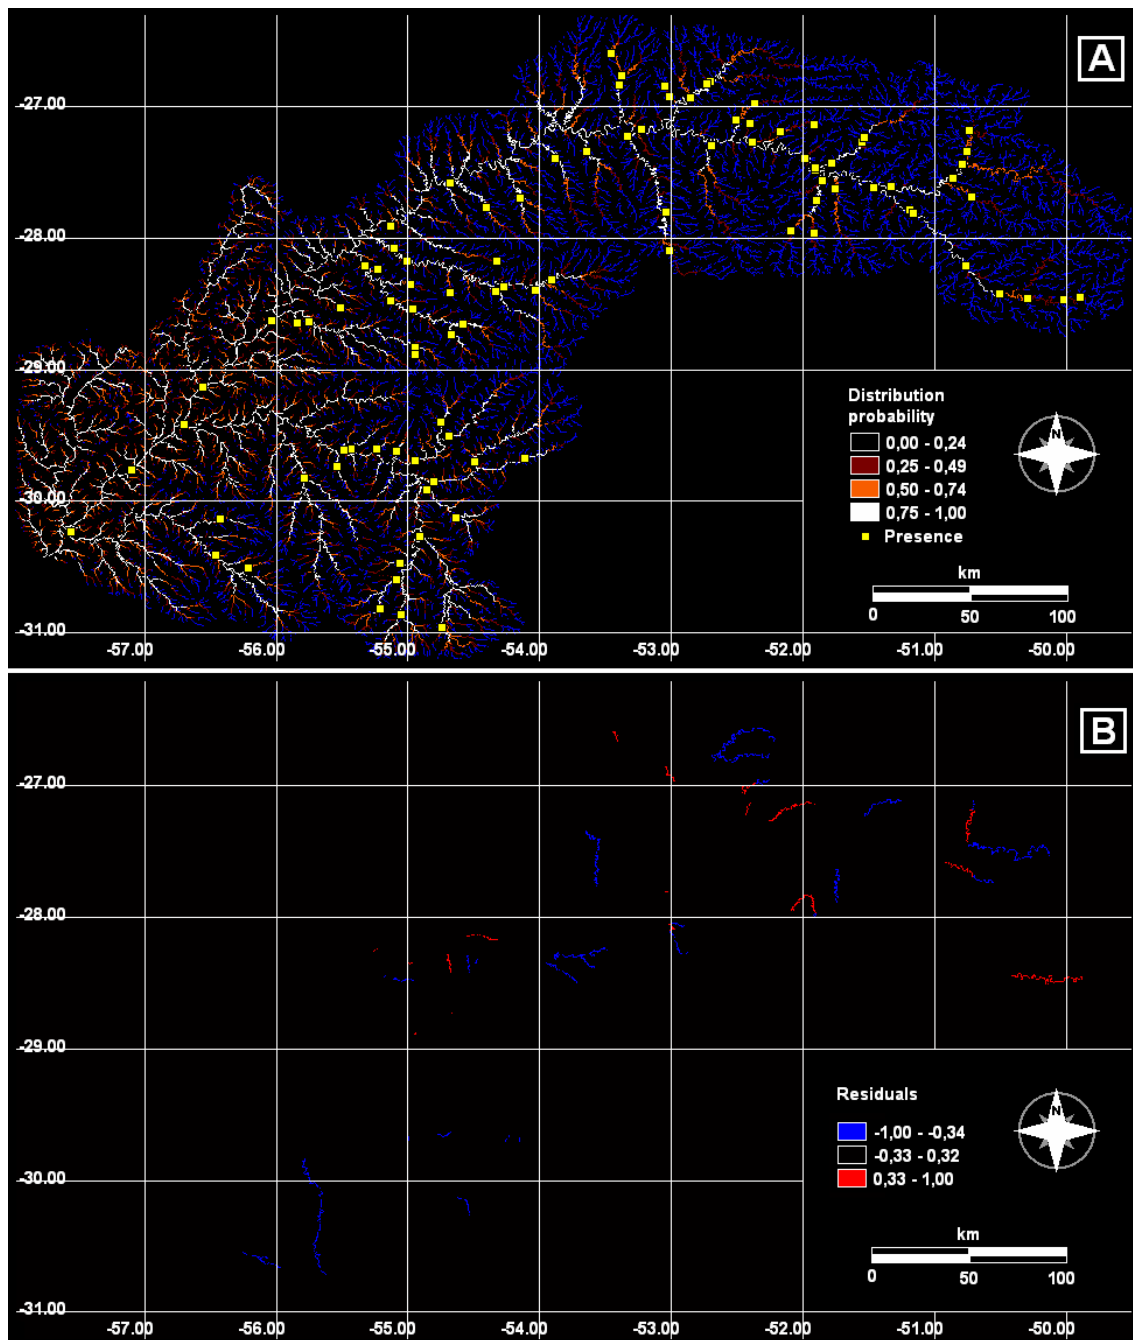 A
-27.00
-28.00
-29.00
-30.00
-31.00
Distribution
probability
0,00 - 0,24
0,25 - 0,49
0,50 - 0,74
0,75 - 1,00
Presence
N
km
0 50 100
-57.00 -56.00 -55.00 -54.00 -53.00 -52.00 -51.00 -50.00
B
-27.00
-28.00
-29.00
-30.00
-31.00
Residuals
-1,00 - -0,34
-0,33 - 0,32
0,33 - 1,00
N
km
0 50 100
-57.00 -56.00 -55.00 -54.00 -53.00 -52.00 -51.00 -50.00